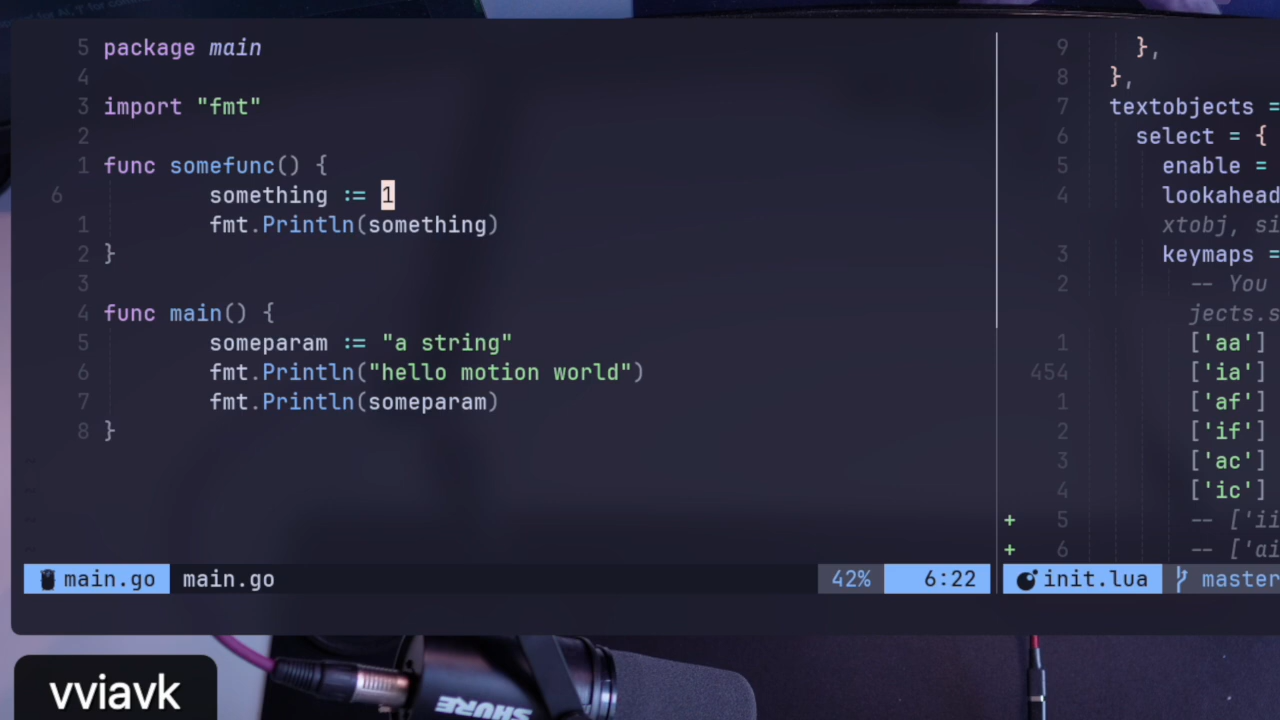 5 package main
4
3 import "fmt"
2
1 func somefunc() {
6 something := 1
1 fmt.Println(something)
2 }
3
4 func main() {
5 someparam := "a string"
6 fmt.Println("hello motion world")
7 fmt.Println(someparam)
8 }
~
~
main.go main.go 42% 6:22
9 },
8 },
7 textobjects =
6 select = {
5 enable =
4 lookahead
xtobj, si
3 keymaps =
2 -- You
jects.s
1 ['aa']
454 ['ia']
1 ['af']
2 ['if']
3 ['ac']
4 ['ic']
+ 5 -- ['ii
+ 6 -- ['ai
init.lua master
vviavk
SHURE